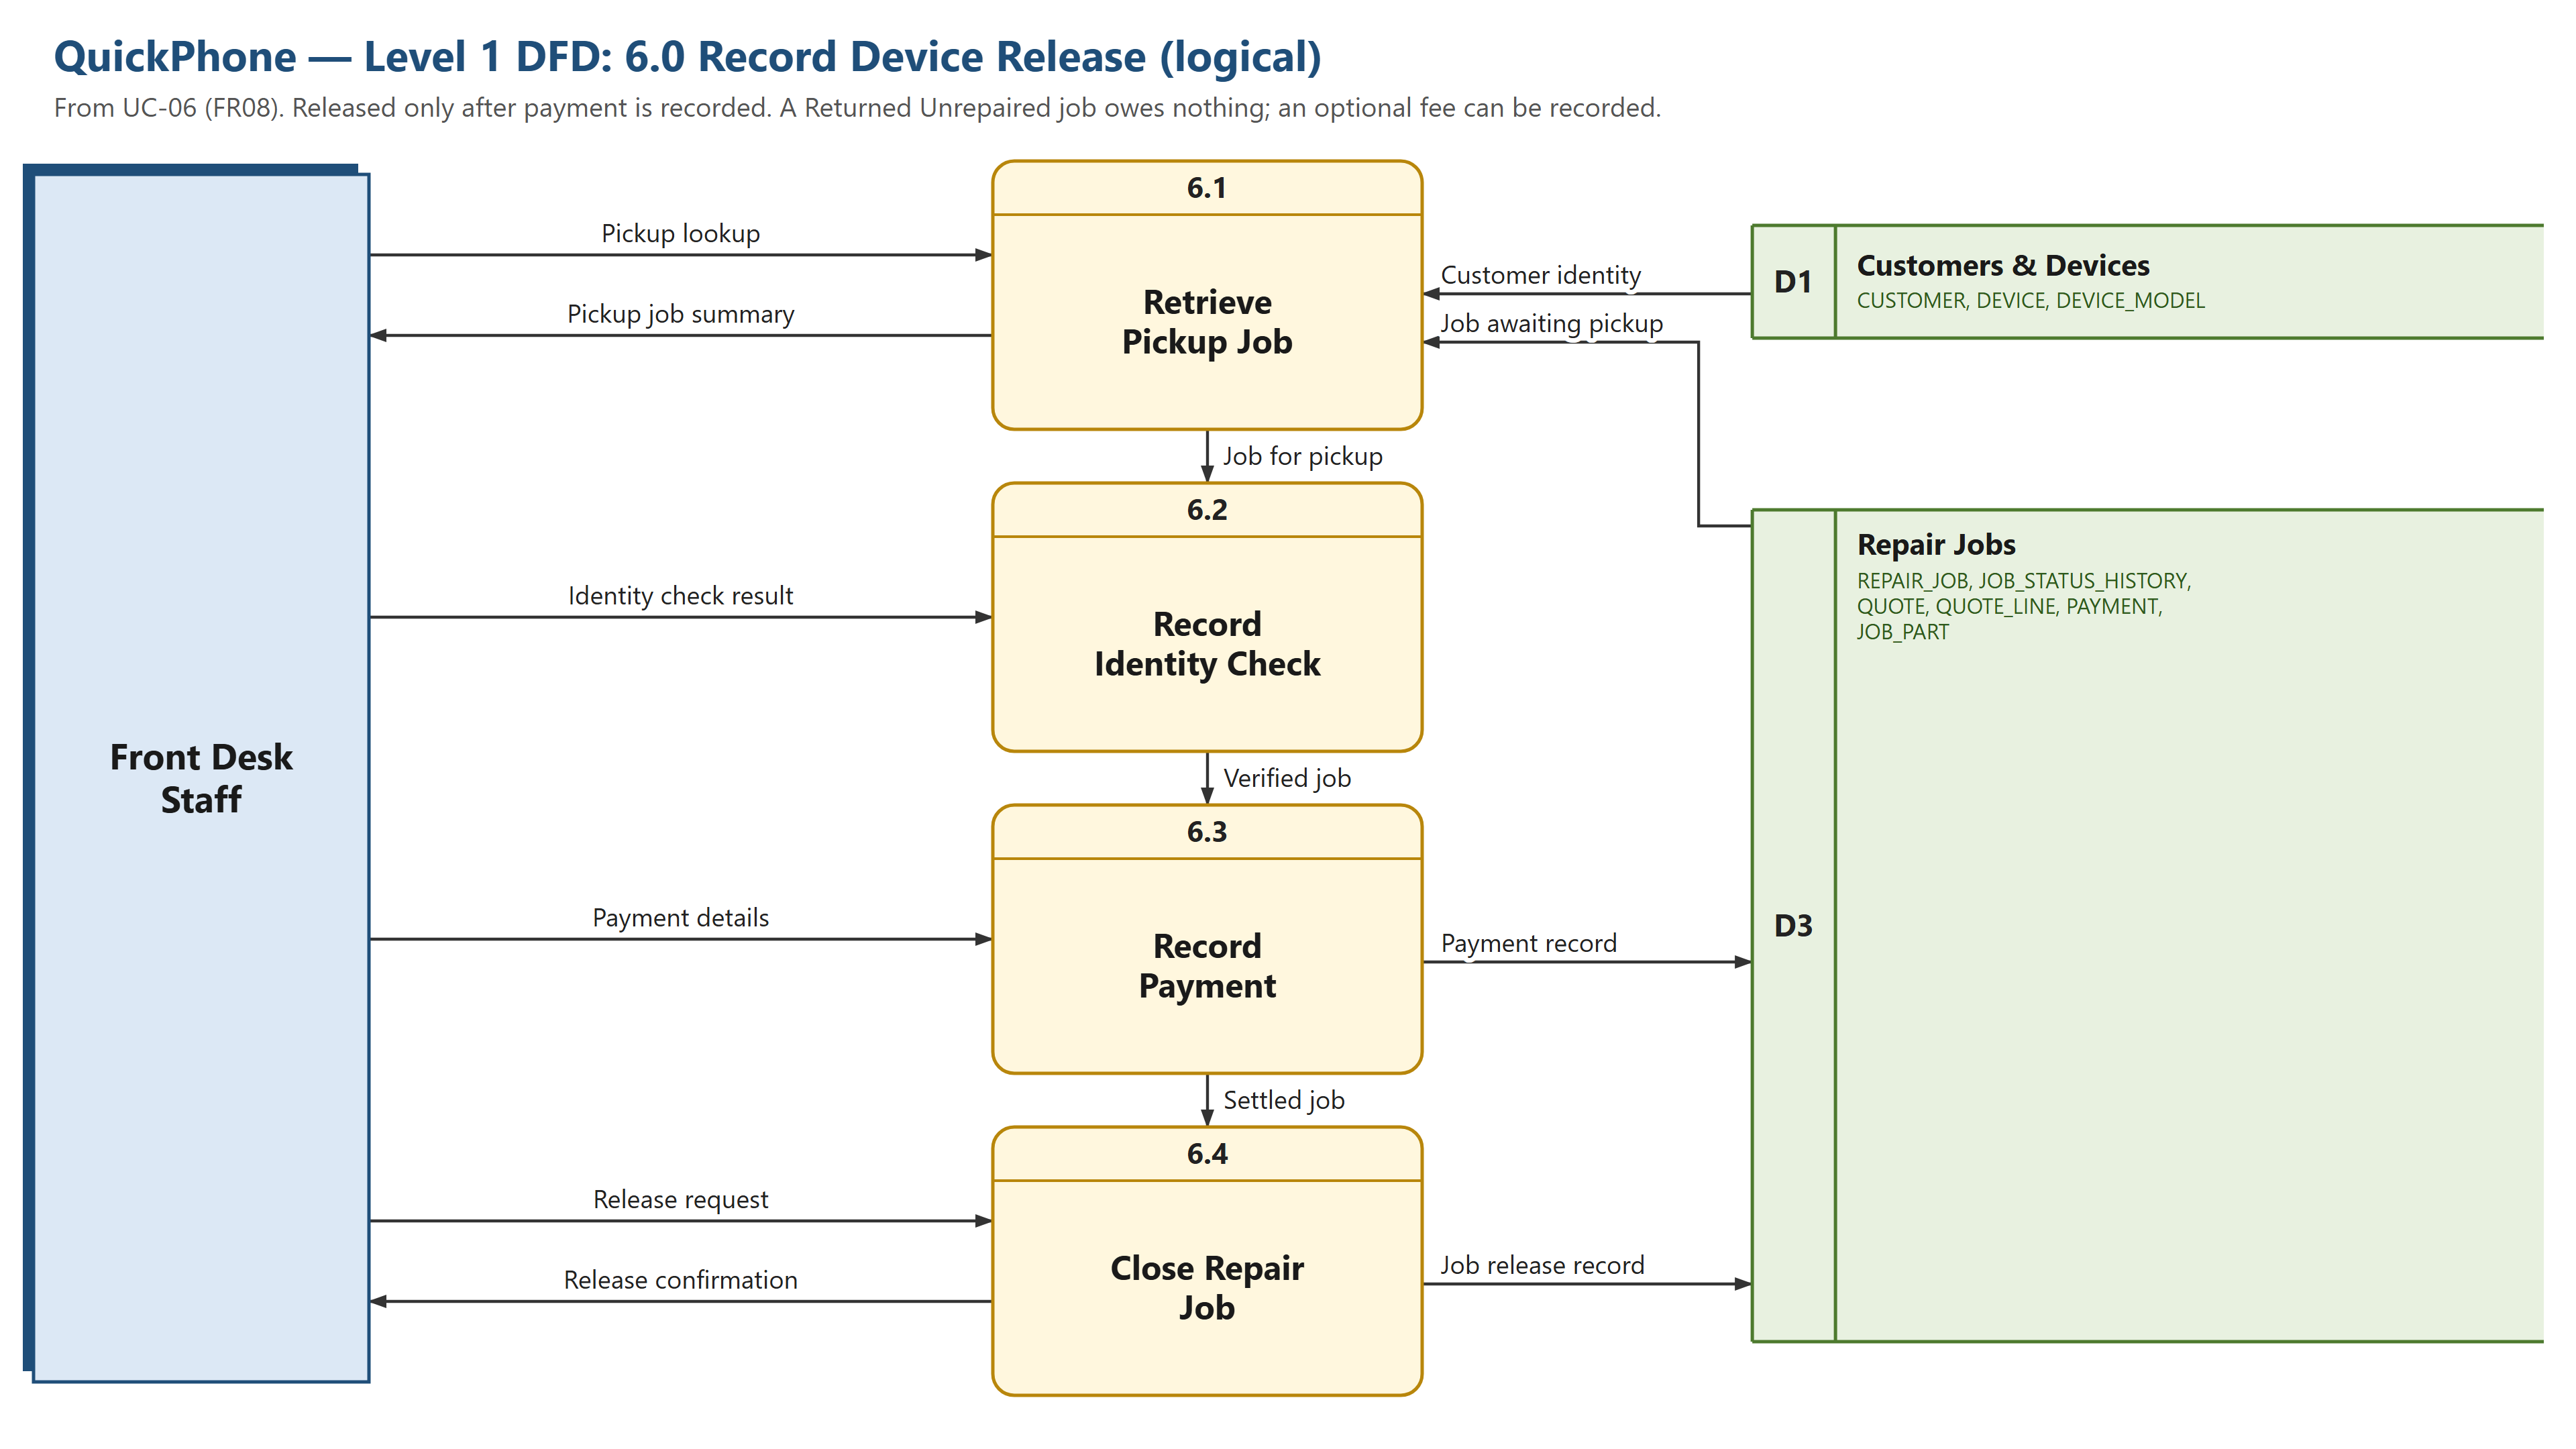 QuickPhone — Level 1 DFD: 6.0 Record Device Release (logical)
From UC-06 (FR08). Released only after payment is recorded. A Returned Unrepaired job owes nothing; an optional fee can be recorded.
Front Desk
Staff
Pickup lookup
Pickup job summary
6.1
Retrieve
Pickup Job
Customer identity
Job awaiting pickup
D1
Customers & Devices
CUSTOMER, DEVICE, DEVICE_MODEL
Job for pickup
Identity check result
6.2
Record
Identity Check
Verified job
Payment details
6.3
Record
Payment
Payment record
D3
Repair Jobs
REPAIR_JOB, JOB_STATUS_HISTORY,
QUOTE, QUOTE_LINE, PAYMENT,
JOB_PART
Settled job
Release request
Release confirmation
6.4
Close Repair
Job
Job release record